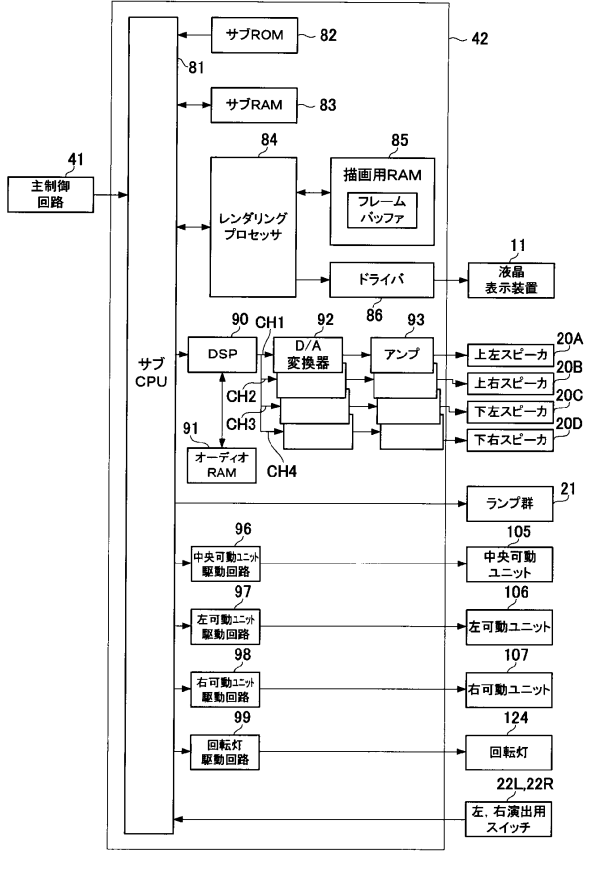 サブROM
82
42
81
サブRAM
83
41
主制御
回路
84
レンダリング
プロセッサ
85
描画用RAM
フレーム
バッファ
ドライバ
86
11
液晶
表示装置
サブ
CPU
90
DSP
CH1
92
D/A
変換器
93
アンプ
20A
上左スピーカ
20B
上右スピーカ
CH2
20C
下左スピーカ
CH3
20D
下右スピーカ
CH4
91
オーディオ
RAM
21
ランプ群
96
中央可動ユニット
駆動回路
105
中央可動
ユニット
97
左可動ユニット
駆動回路
106
左可動ユニット
98
右可動ユニット
駆動回路
107
右可動ユニット
99
回転灯
駆動回路
124
回転灯
22L,22R
左，右演出用
スイッチ